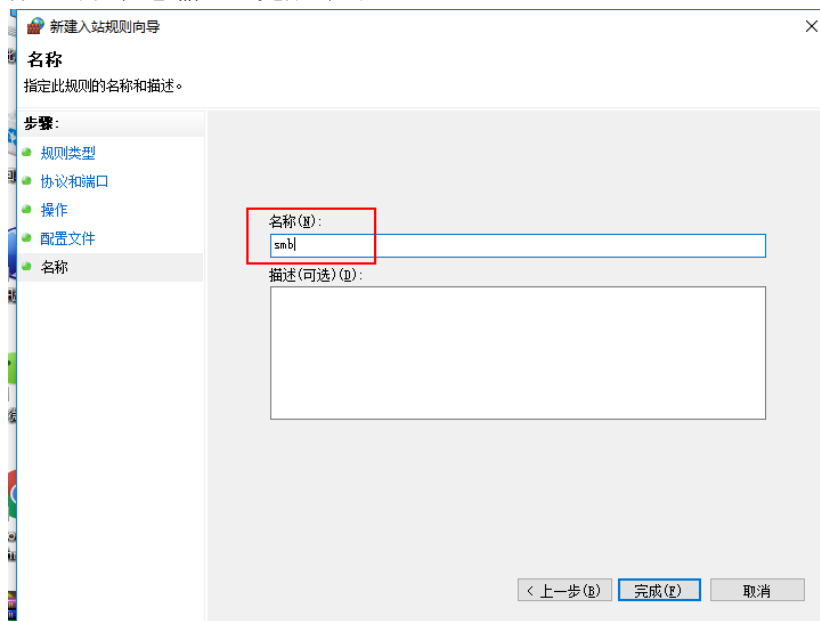 新建入站规则向导
名称
指定此规则的名称和描述。
步骤:
规则类型
协议和端口
操作
配置文件
名称
名称(N):
smb
描述(可选)(D):
< 上一步(B)
完成(F)
取消